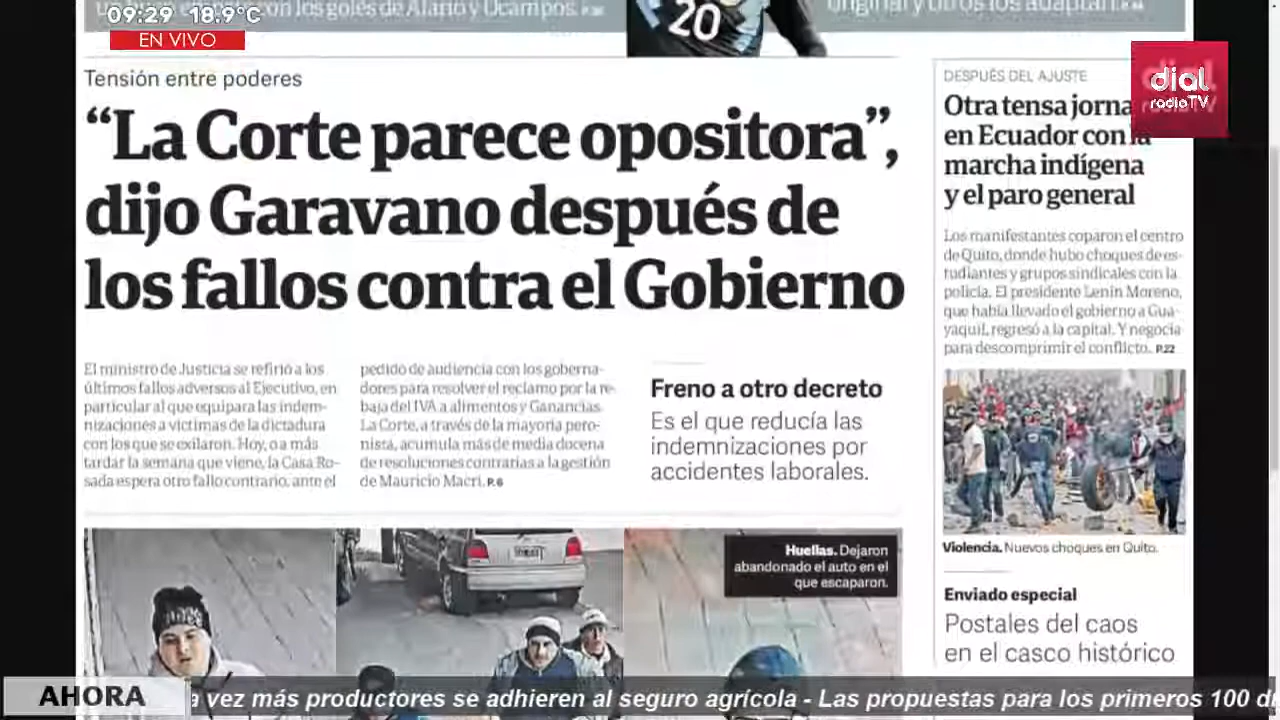 09:29 18.9°C
EN VIVO
con los goles de Alario y Ocampos.
original y otros los adaptan.
20
dial
radioTV
Tensión entre poderes
“La Corte parece opositora”,
dijo Garavano después de
los fallos contra el Gobierno
El ministro de Justicia se refirió a los
últimos fallos adversos al Ejecutivo, en
particular al que equipara las indem-
nizaciones a víctimas de la dictadura
con los que se exilaron. Hoy, o a más
tardar la semana que viene, la Casa Ro-
sada espera otro fallo contrario, ante el
pedido de audiencia con los goberna-
dores para resolver el reclamo por la re-
baja del IVA a alimentos y Ganancias.
La Corte, a través de la mayoría pero-
nista, acumula más de media docena
de resoluciones contrarias a la gestión
de Mauricio Macri. P.6
Freno a otro decreto
Es el que reducía las
indemnizaciones por
accidentes laborales.
DESPUÉS DEL AJUSTE
Otra tensa jorna
en Ecuador con la
marcha indígena
y el paro general
Los manifestantes coparon el centro
de Quito, donde hubo choques de es-
tudiantes y grupos sindicales con la
policía. El presidente Lenín Moreno,
que había llevado el gobierno a Gua-
yaquil, regresó a la capital. Y negocia
para descomprimir el conflicto. P.22
Violencia. Nuevos choques en Quito.
Enviado especial
Postales del caos
en el casco histórico
Huellas. Dejaron
abandonado el auto en el
que escaparon.
AHORA
a vez más productores se adhieren al seguro agrícola - Las propuestas para los primeros 100 d